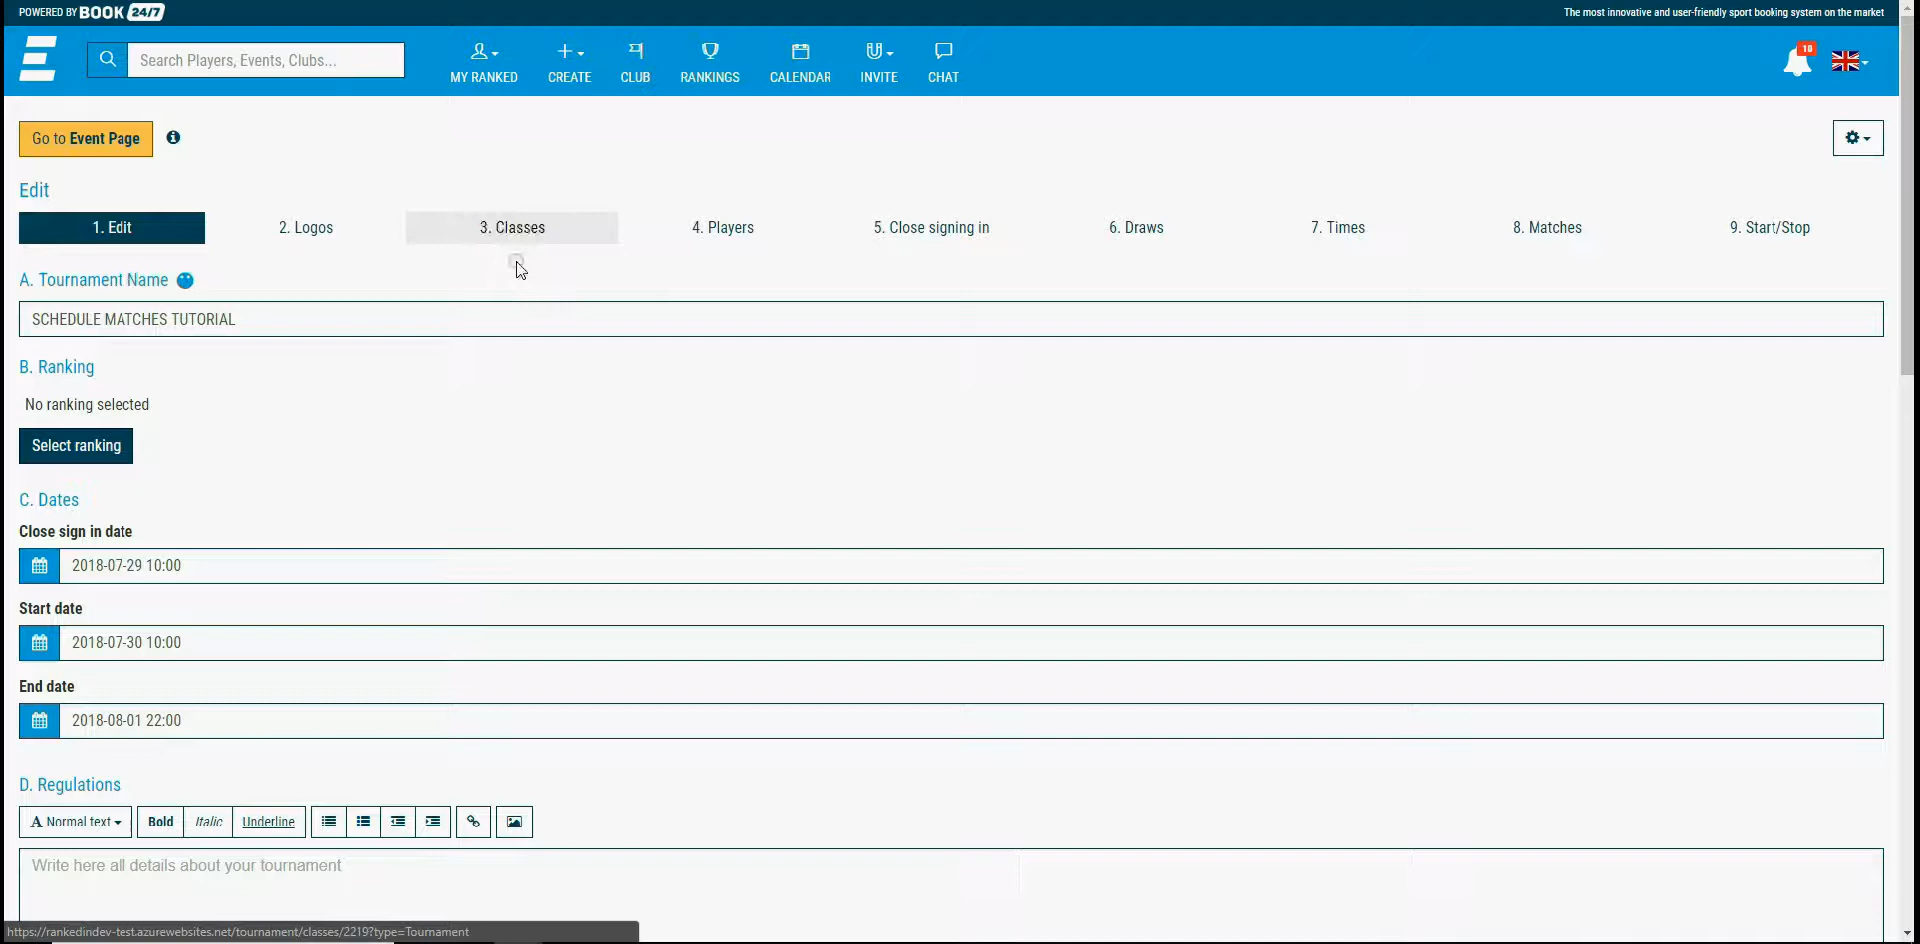 POWERED BY BOOK 24/7
The most innovative and user-friendly sport booking system on the market
Search Players, Events, Clubs...
MY RANKED
CREATE
CLUB
RANKINGS
CALENDAR
INVITE
CHAT
10
Go to Event Page
Edit
1. Edit
2. Logos
3. Classes
4. Players
5. Close signing in
6. Draws
7. Times
8. Matches
9. Start/Stop
A. Tournament Name
SCHEDULE MATCHES TUTORIAL
B. Ranking
No ranking selected
Select ranking
C. Dates
Close sign in date
2018-07-29 10:00
Start date
2018-07-30 10:00
End date
2018-08-01 22:00
D. Regulations
A Normal text
Bold
Italic
Underline
Write here all details about your tournament
https://rankedindev-test.azurewebsites.net/tournament/classes/2219?type=Tournament